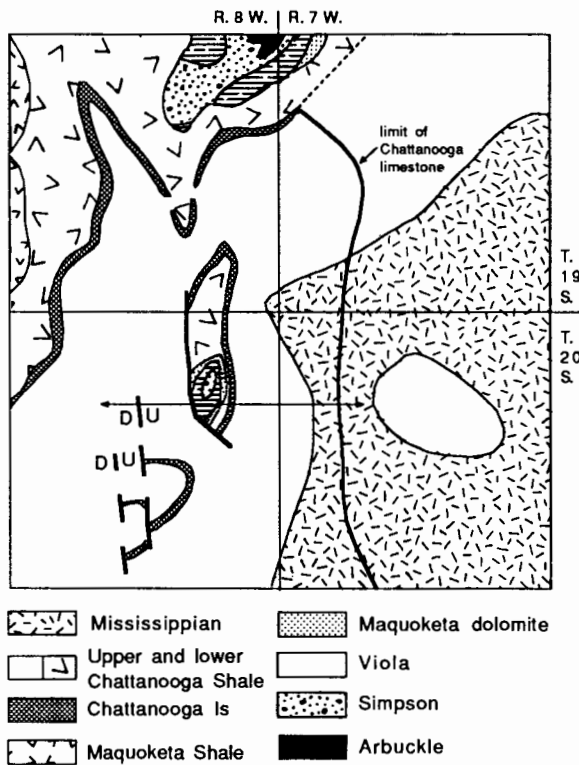 R. 8 W. R. 7 W.
limit of
Chattanooga
limestone
T.
19
S.
T.
20
S.
D U
D U
Mississippian
Upper and lower
Chattanooga Shale
Chattanooga ls
Maquoketa Shale
Maquoketa dolomite
Viola
Simpson
Arbuckle